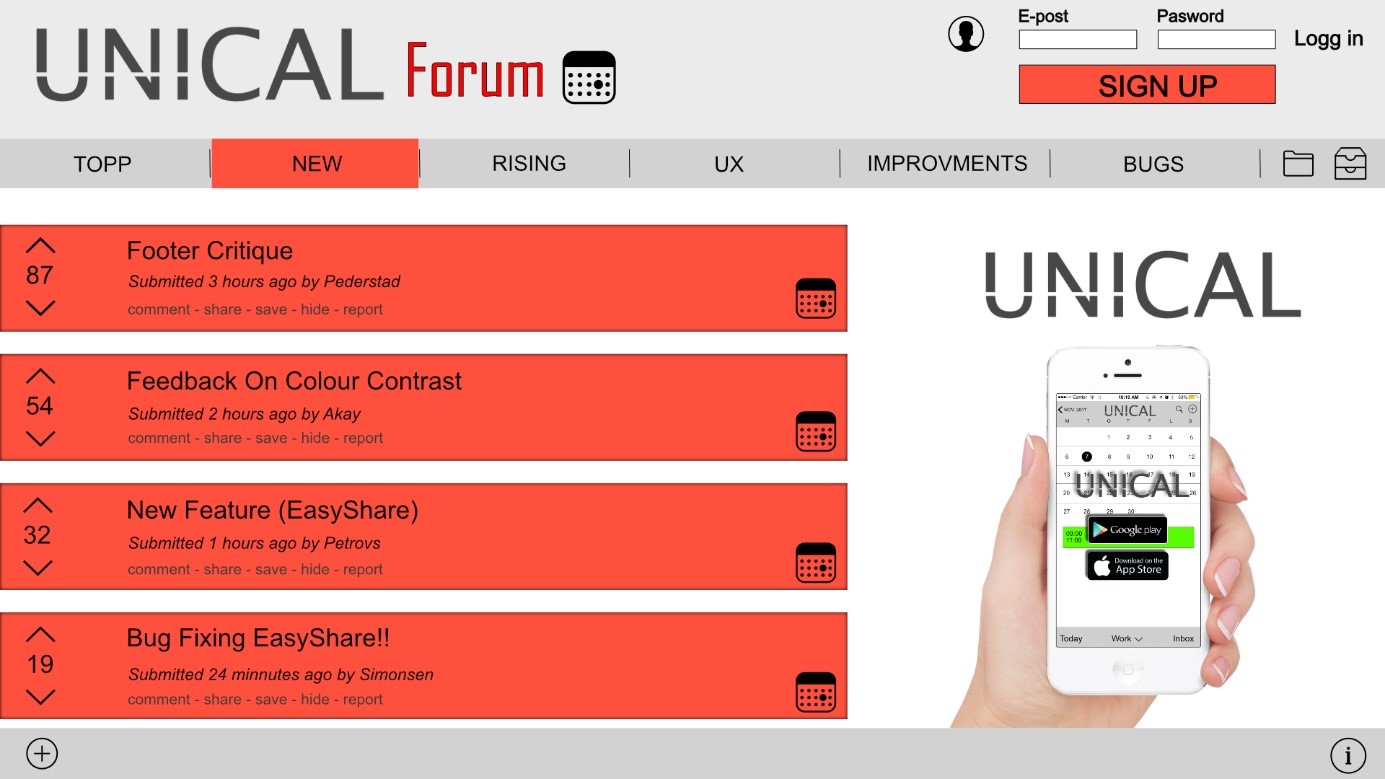 UNICAL Forum
E-post Pasword
Logg in
SIGN UP
TOPP NEW RISING UX IMPROVMENTS BUGS
87
Footer Critique
Submitted 3 hours ago by Pederstad
comment - share - save - hide - report
54
Feedback On Colour Contrast
Submitted 2 hours ago by Akay
comment - share - save - hide - report
32
New Feature (EasyShare)
Submitted 1 hours ago by Petrovs
comment - share - save - hide - report
19
Bug Fixing EasyShare!!
Submitted 24 minnutes ago by Simonsen
comment - share - save - hide - report
UNICAL
Carrier 10:10 AM 33%
NOV, 2017 UNICAL
M T O T F L S
1 2 3 4 5
6 7 8 9 10 11 12
13 14 15 16 17 18 19
20 21 22 23 26
UNICAL
27 28 29 30
Google play
11:00
Download on the
App Store
Today Work Inbox
i